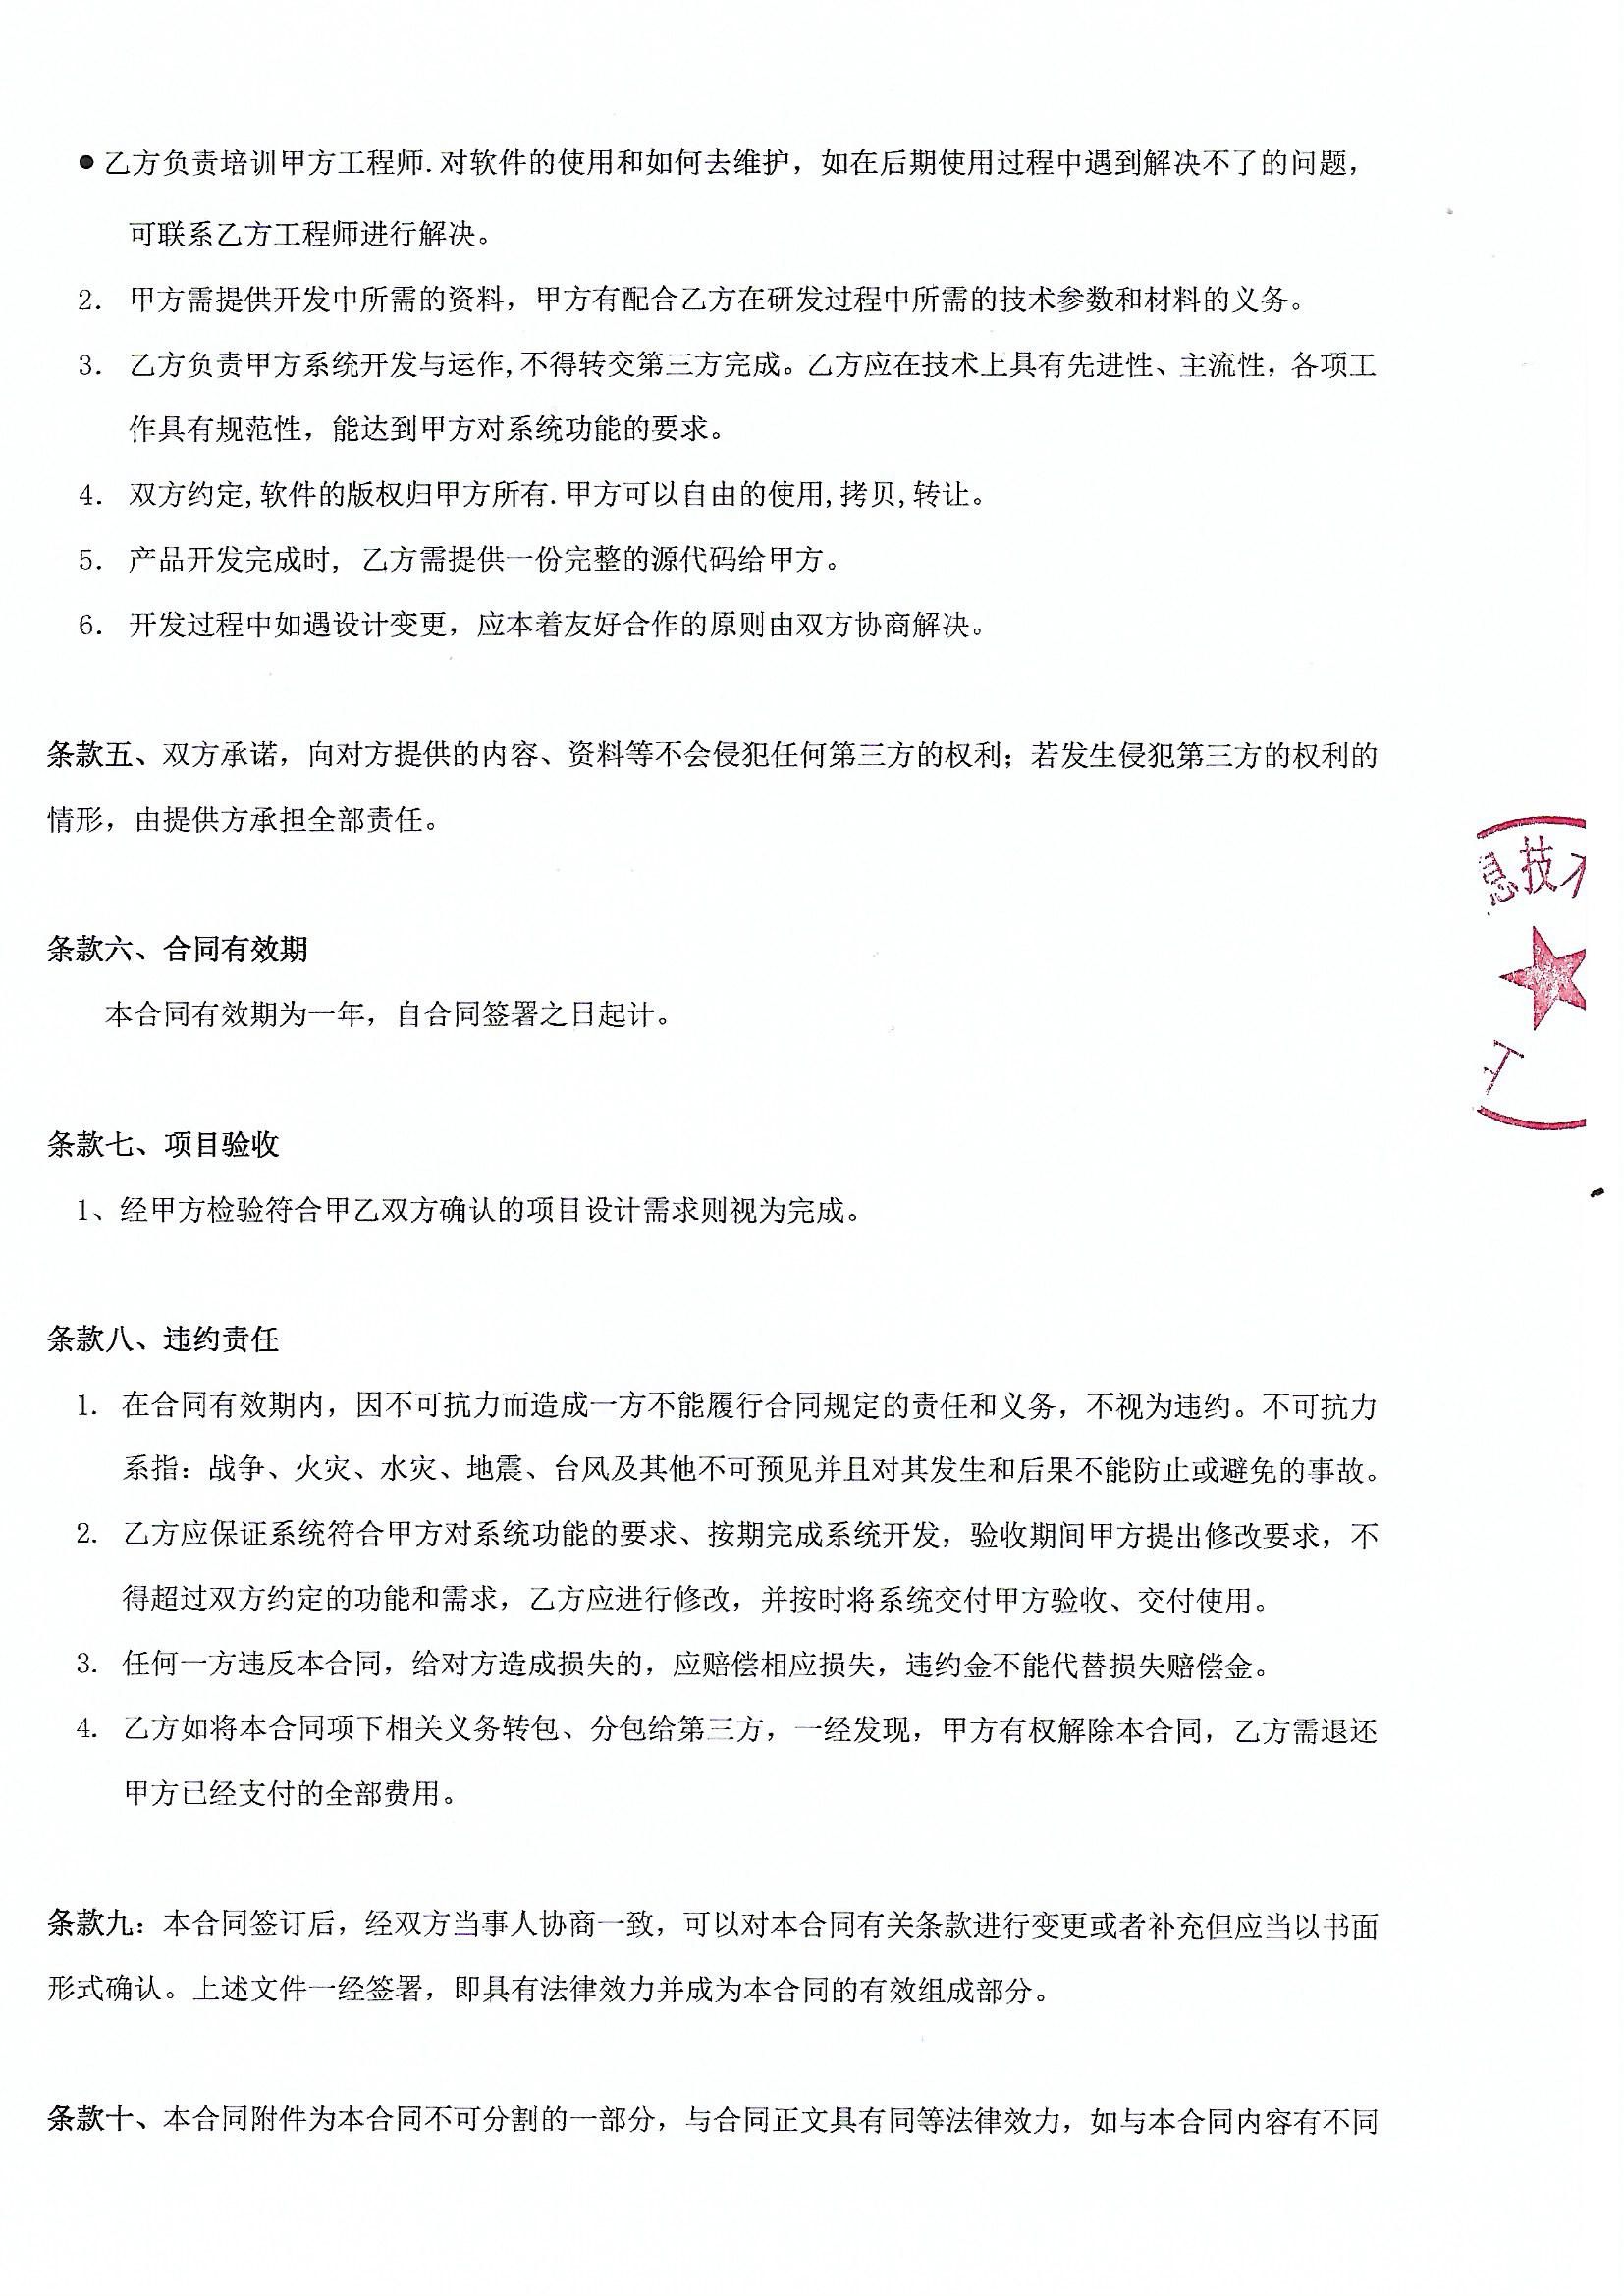 ●乙方负责培训甲方工程师.对软件的使用和如何去维护，如在后期使用过程中遇到解决不了的问题，
可联系乙方工程师进行解决。
2. 甲方需提供开发中所需的资料，甲方有配合乙方在研发过程中所需的技术参数和材料的义务。
3. 乙方负责甲方系统开发与运作,不得转交第三方完成。乙方应在技术上具有先进性、主流性，各项工
作具有规范性，能达到甲方对系统功能的要求。
4. 双方约定,软件的版权归甲方所有.甲方可以自由的使用,拷贝,转让。
5. 产品开发完成时, 乙方需提供一份完整的源代码给甲方。
6. 开发过程中如遇设计变更，应本着友好合作的原则由双方协商解决。
条款五、双方承诺，向对方提供的内容、资料等不会侵犯任何第三方的权利；若发生侵犯第三方的权利的
情形，由提供方承担全部责任。
息技
条款六、合同有效期
本合同有效期为一年，自合同签署之日起计。
条款七、项目验收
1、经甲方检验符合甲乙双方确认的项目设计需求则视为完成。
条款八、违约责任
1. 在合同有效期内，因不可抗力而造成一方不能履行合同规定的责任和义务，不视为违约。不可抗力
系指：战争、火灾、水灾、地震、台风及其他不可预见并且对其发生和后果不能防止或避免的事故。
2. 乙方应保证系统符合甲方对系统功能的要求、按期完成系统开发，验收期间甲方提出修改要求，不
得超过双方约定的功能和需求，乙方应进行修改，并按时将系统交付甲方验收、交付使用。
3. 任何一方违反本合同，给对方造成损失的，应赔偿相应损失，违约金不能代替损失赔偿金。
4. 乙方如将本合同项下相关义务转包、分包给第三方，一经发现，甲方有权解除本合同，乙方需退还
甲方已经支付的全部费用。
条款九：本合同签订后，经双方当事人协商一致，可以对本合同有关条款进行变更或者补充但应当以书面
形式确认。上述文件一经签署，即具有法律效力并成为本合同的有效组成部分。
条款十、本合同附件为本合同不可分割的一部分，与合同正文具有同等法律效力，如与本合同内容有不同